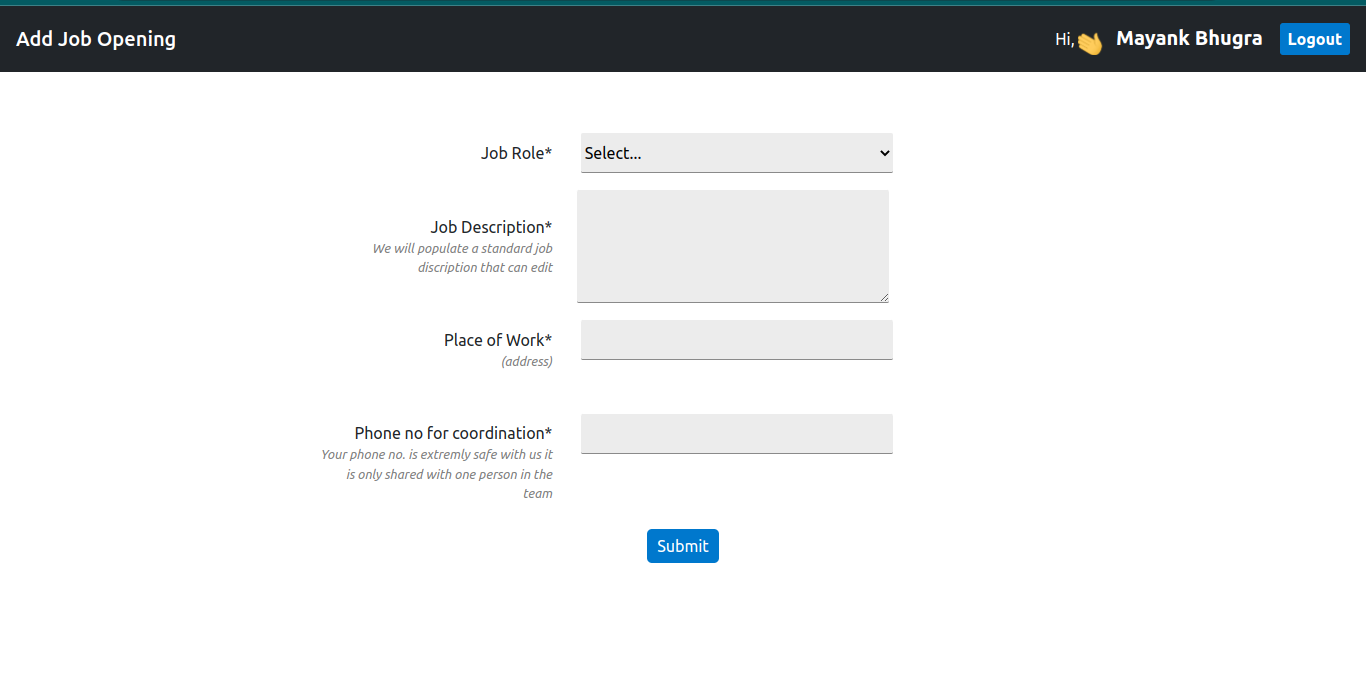 Add Job Opening
Hi,👋 Mayank Bhugra Logout
Job Role* Select...
Job Description*
We will populate a standard job
discription that can edit
Place of Work*
(address)
Phone no for coordination*
Your phone no. is extremly safe with us it
is only shared with one person in the
team
Submit